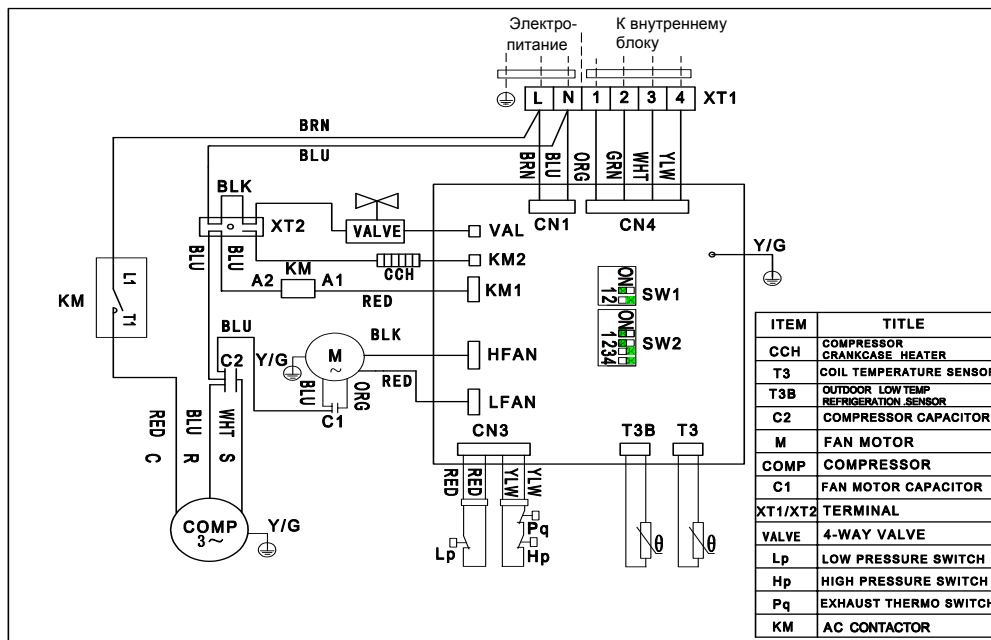 Электро-
питание
К внутреннему
блоку
L N 1 2 3 4 XT1
BRN
BLU
BRN BLU ORG GRN WHT YLW
BLK
XT2
VALVE VAL
CN1 CN4
BLU BLU
CCH KM2
Y/G
KM
A2 A1 KM1
RED
L1
KM
T1
ON
12
SW1
ON
1234
SW2
BLK
BLU
C2 Y/G
M
~
HFAN
RED
BLU ORG
C1
LFAN
RED BLU WHT
C R S
CN3 T3B T3
RED RED YLW YLW
COMP
3~
Y/G
Lp
Pq
Hp
θ θ
ITEM TITLE
CCH COMPRESSOR
CRANKCASE HEATER
T3 COIL TEMPERATURE SENSOR
T3B OUTDOOR LOW TEMP
REFRIGERATION .SENSOR
C2 COMPRESSOR CAPACITOR
M FAN MOTOR
COMP COMPRESSOR
C1 FAN MOTOR CAPACITOR
XT1/XT2 TERMINAL
VALVE 4-WAY VALVE
Lp LOW PRESSURE SWITCH
Hp HIGH PRESSURE SWITCH
Pq EXHAUST THERMO SWITCH
KM AC CONTACTOR